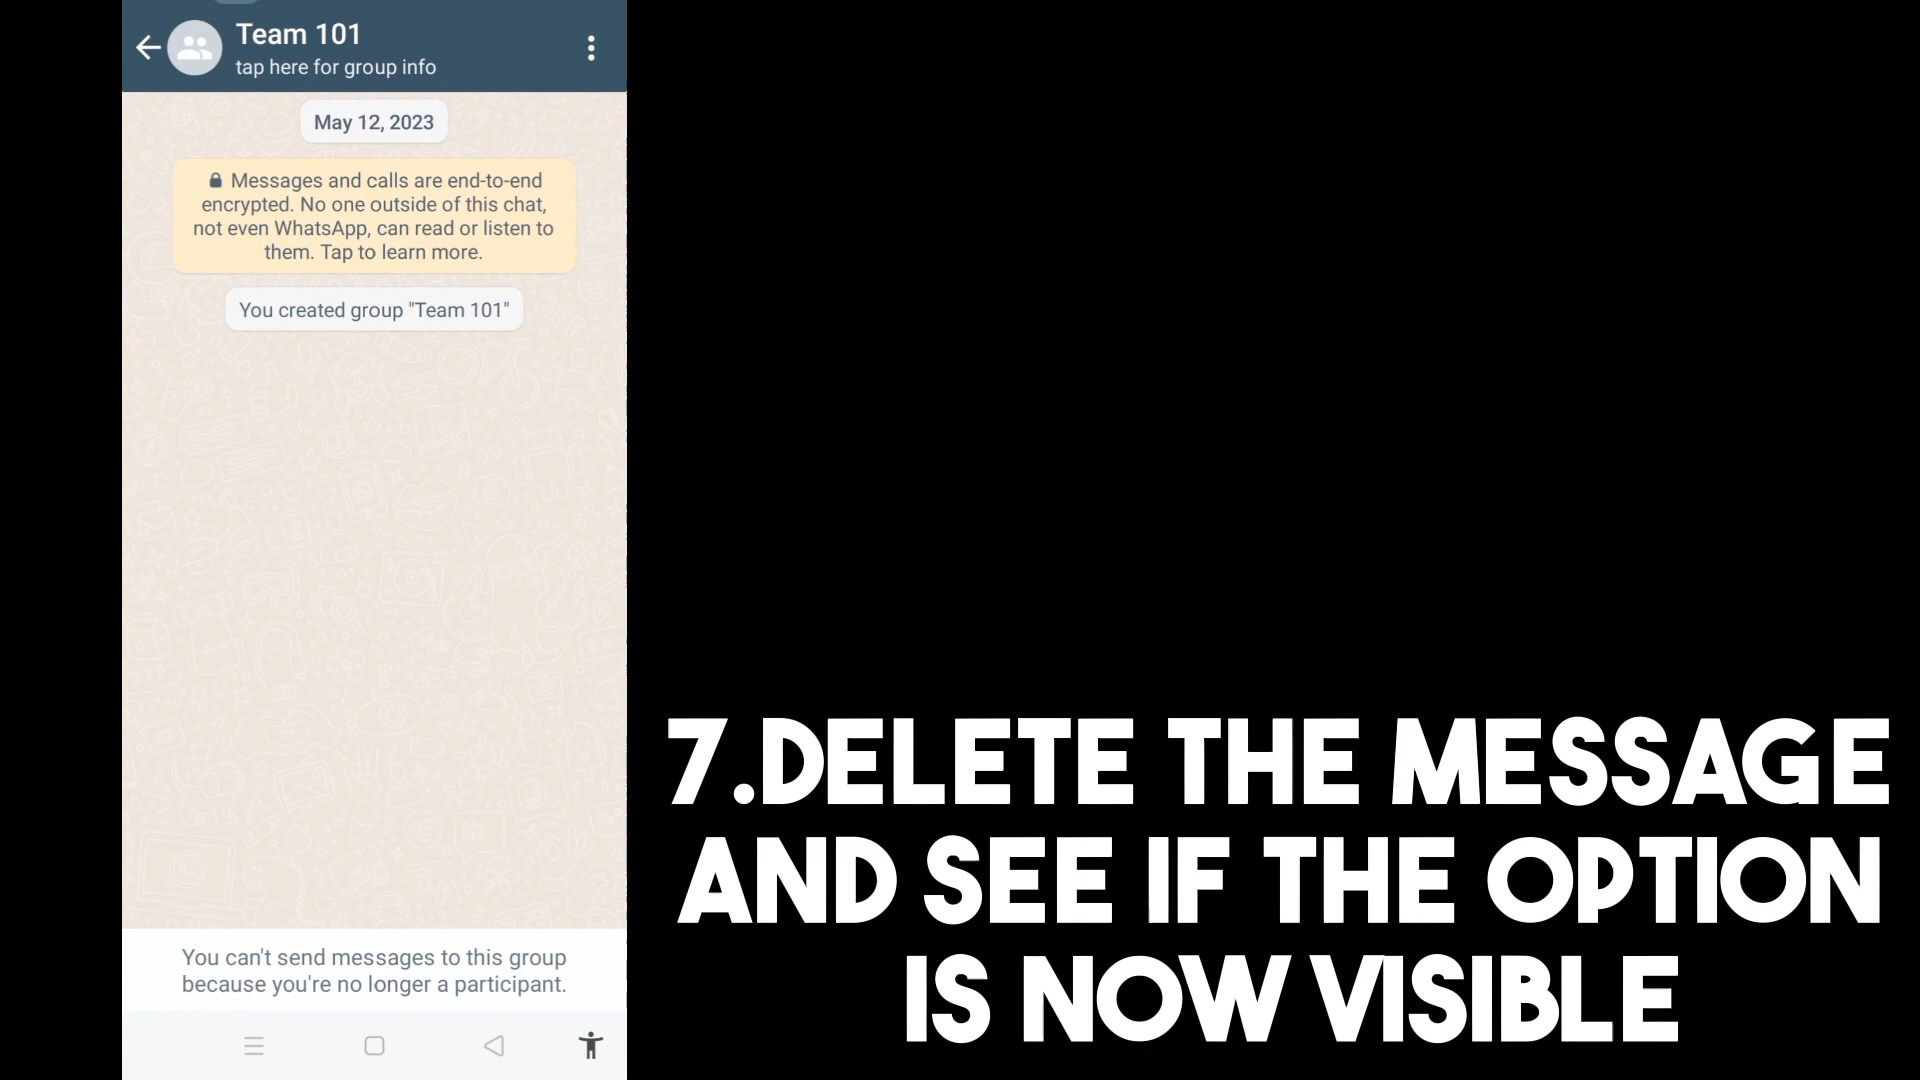 Team 101
tap here for group info
May 12, 2023
Messages and calls are end-to-end
encrypted. No one outside of this chat,
not even WhatsApp, can read or listen to
them. Tap to learn more.
You created group "Team 101"
You can't send messages to this group
because you're no longer a participant.
7.DELETE THE MESSAGE
AND SEE IF THE OPTION
IS NOW VISIBLE